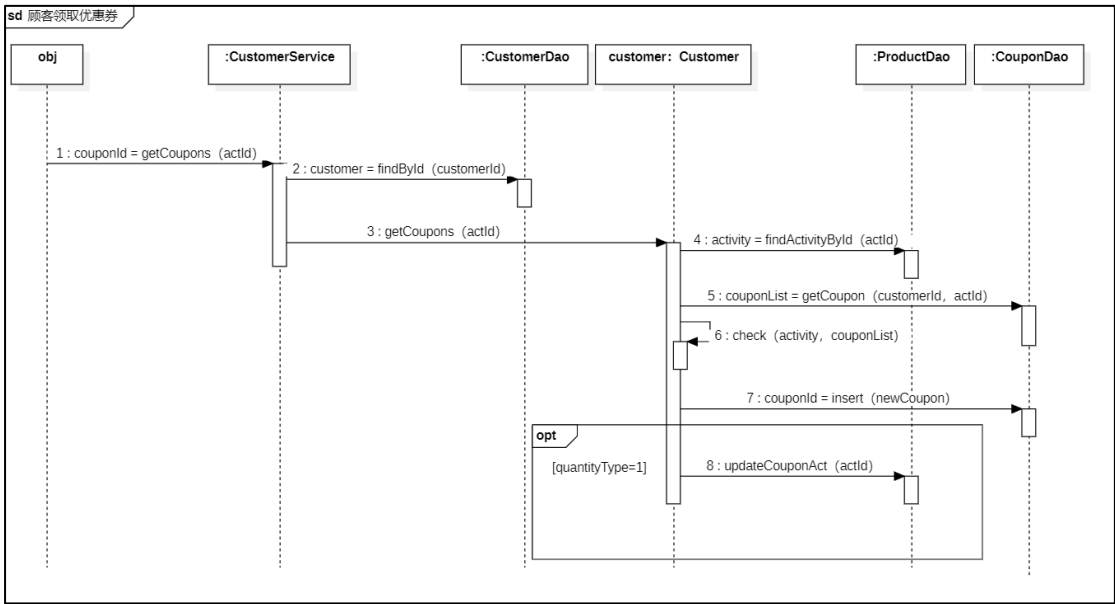 sd 顾客领取优惠券
obj
:CustomerService
:CustomerDao
customer：Customer
:ProductDao
:CouponDao
1 : couponId = getCoupons（actId）
2 : customer = findById（customerId）
3 : getCoupons（actId）
4 : activity = findActivityById（actId）
5 : couponList = getCoupon（customerId，actId）
6 : check（activity，couponList）
7 : couponId = insert（newCoupon）
opt
[quantityType=1]
8 : updateCouponAct（actId）